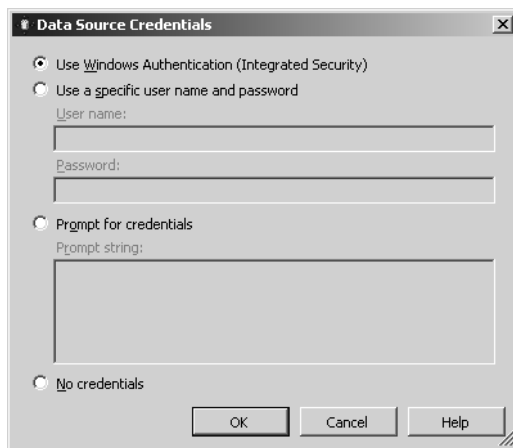 Data Source Credentials
Use Windows Authentication (Integrated Security)
Use a specific user name and password
User name:
Password:
Prompt for credentials
Prompt string:
No credentials
OK Cancel Help